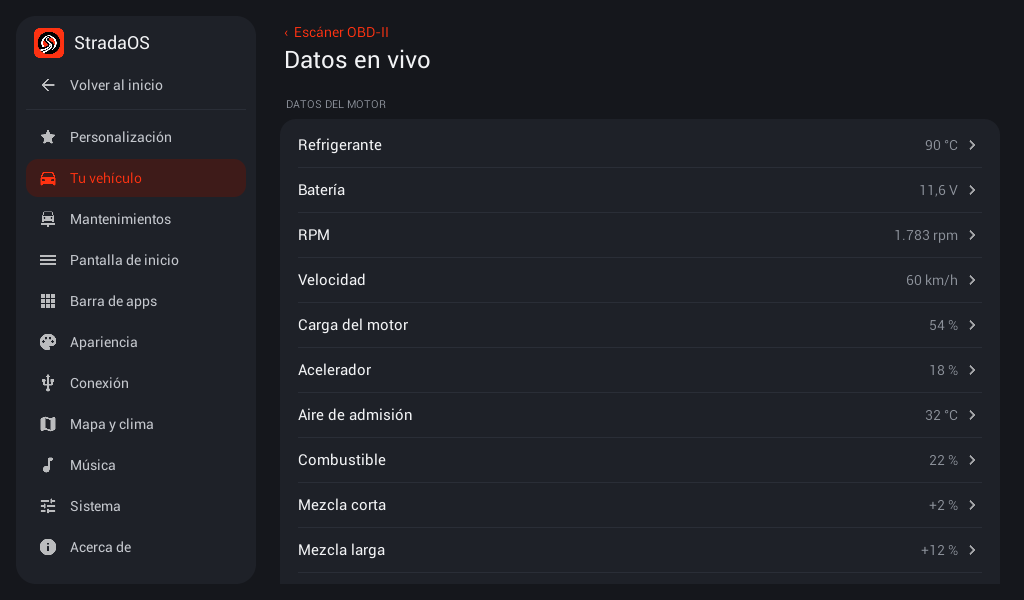 StradaOS
Volver al inicio
Personalización
Tu vehículo
Mantenimientos
Pantalla de inicio
Barra de apps
Apariencia
Conexión
Mapa y clima
Música
Sistema
Acerca de
‹ Escáner OBD-II
Datos en vivo
DATOS DEL MOTOR
Refrigerante 90 °C
Batería 11,6 V
RPM 1.783 rpm
Velocidad 60 km/h
Carga del motor 54 %
Acelerador 18 %
Aire de admisión 32 °C
Combustible 22 %
Mezcla corta +2 %
Mezcla larga +12 %